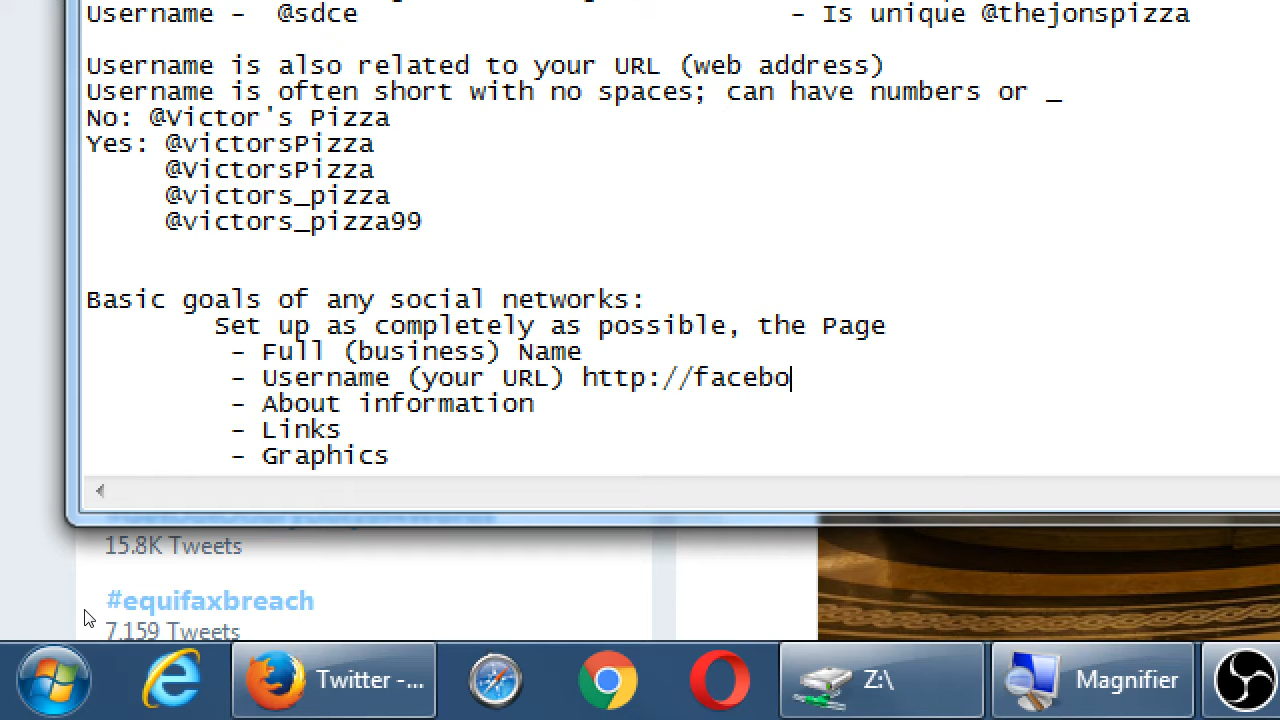 Username - @sdce - Is unique @thejonspizza
Username is also related to your URL (web address)
Username is often short with no spaces; can have numbers or _
No: @Victor's Pizza
Yes: @victorsPizza
@VictorsPizza
@victors_pizza
@victors_pizza99
Basic goals of any social networks:
Set up as completely as possible, the Page
- Full (business) Name
- Username (your URL) http://facebo
- About information
- Links
- Graphics
15.8K Tweets
#equifaxbreach
7,159 Tweets
Twitter -...
Z:\
Magnifier